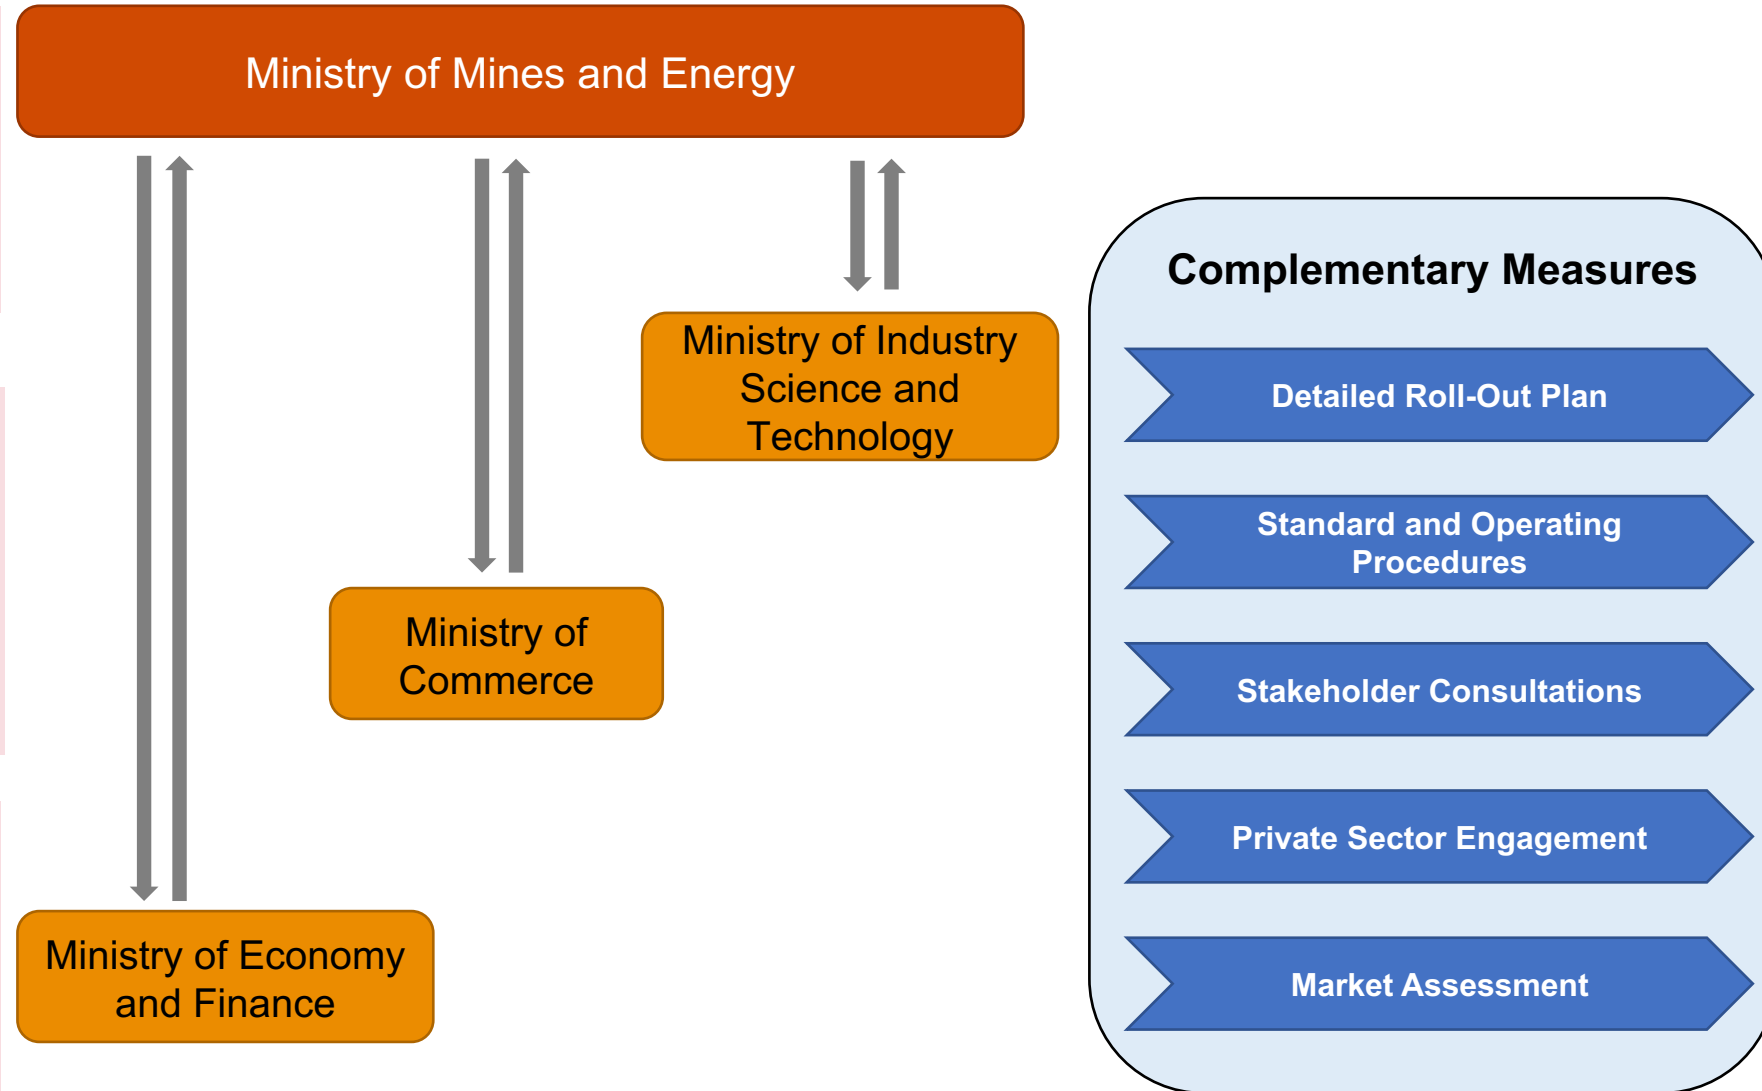 Ministry of Mines and Energy
Ministry of Industry
Science and
Technology
Ministry of
Commerce
Ministry of Economy
and Finance
Complementary Measures
Detailed Roll-Out Plan
Standard and Operating
Procedures
Stakeholder Consultations
Private Sector Engagement
Market Assessment